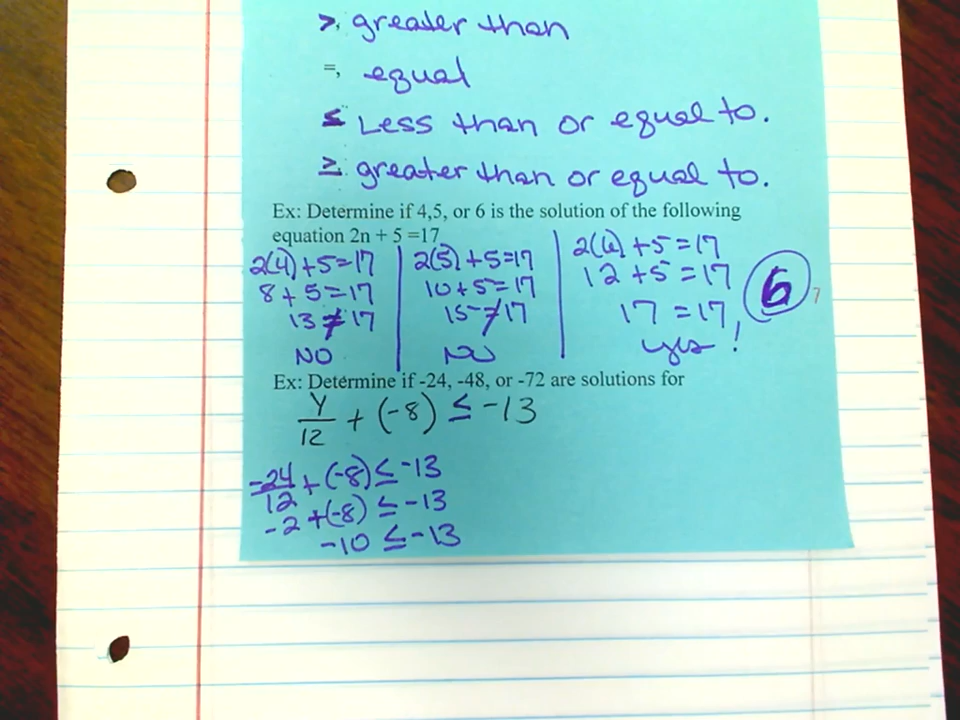 >, greater than
=, equal
≤ Less than or equal to.
≥ greater than or equal to.
Ex: Determine if 4,5, or 6 is the solution of the following
equation 2n + 5 =17
2(4)+5=17
8+5=17
13≠17
NO
2(5)+5=17
10+5=17
15≠17
NO
2(6)+5=17
12+5=17
17=17
yes!
6
7
Ex: Determine if -24, -48, or -72 are solutions for
Y/12 + (-8) ≤ -13
-24/12 + (-8) ≤ -13
-2 + (-8) ≤ -13
-10 ≤ -13